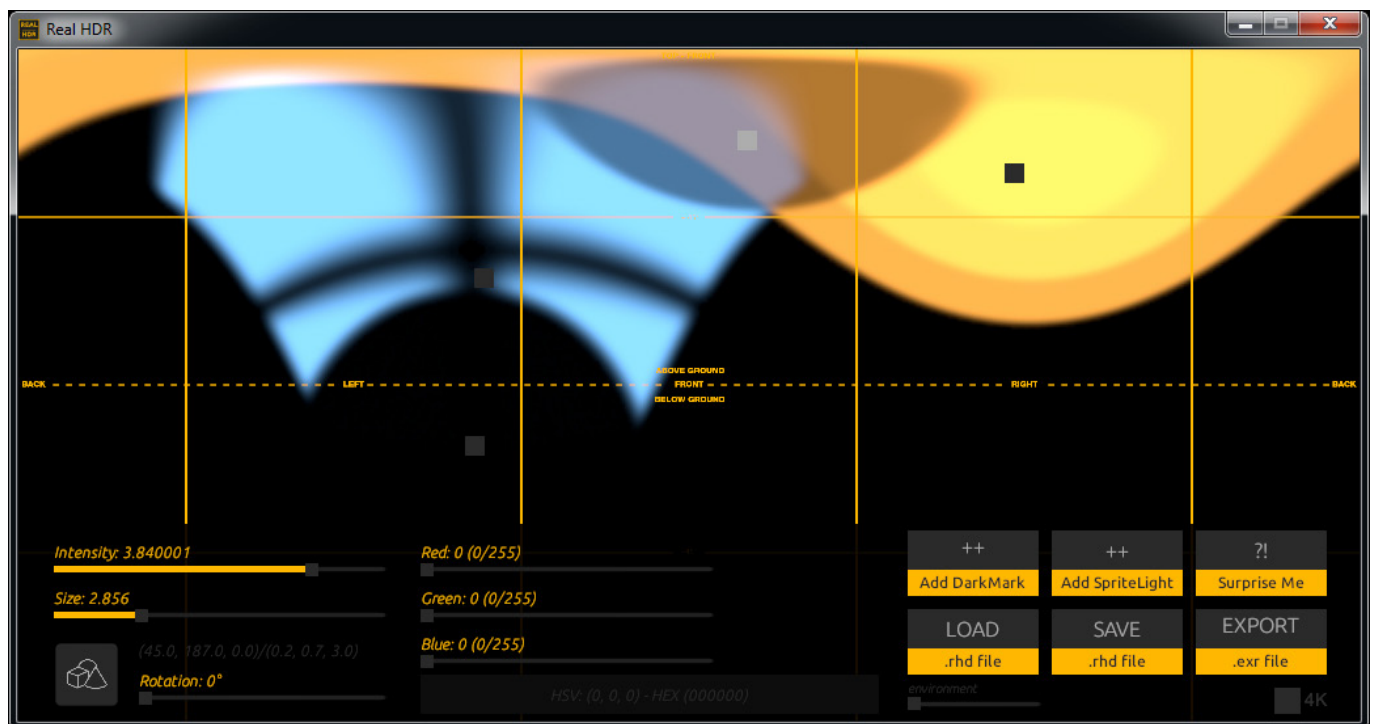 REAL
HDR
Real HDR
ABOVE GROUND
BACK
LEFT
FRONT
RIGHT
BACK
BELOW GROUND
Intensity: 3.840001
Size: 2.856
(45.0, 187.0, 0.0)/(0.2, 0.7, 3.0)
Rotation: 0°
Red: 0 (0/255)
Green: 0 (0/255)
Blue: 0 (0/255)
HSV: (0, 0, 0) - HEX (000000)
++
Add DarkMark
++
Add SpriteLight
?!
Surprise Me
LOAD
.rhd file
SAVE
.rhd file
EXPORT
.exr file
environment
4K